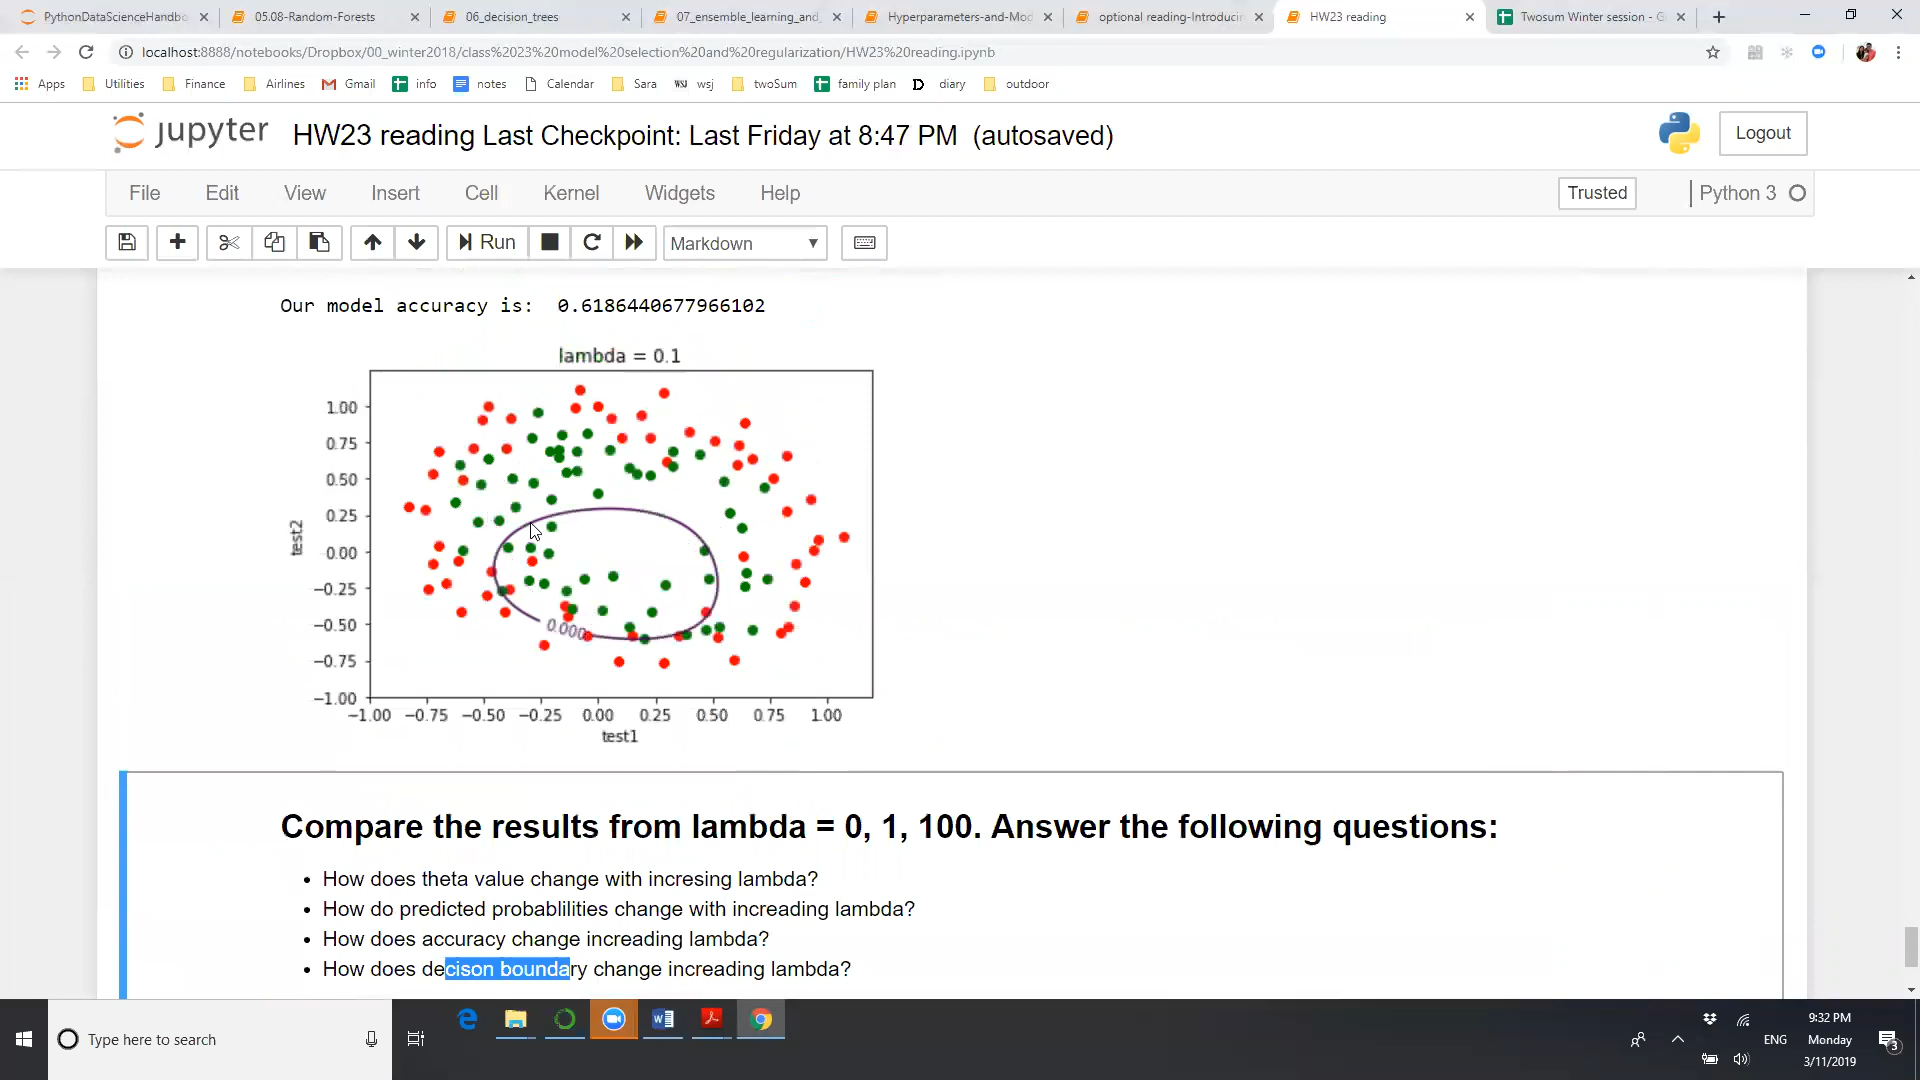 PythonDataScienceHandbo
05.08-Random-Forests
06_decision_trees
07_ensemble_learning_and_
Hyperparameters-and-Mod
optional reading-Introducin
HW23 reading
Twosum Winter session - G
localhost:8888/notebooks/Dropbox/00_winter2018/class%2023%20model%20selection%20and%20regularization/HW23%20reading.ipynb
Apps Utilities Finance Airlines Gmail info notes Calendar Sara WSJ wsj twoSum family plan D diary outdoor
jupyter HW23 reading Last Checkpoint: Last Friday at 8:47 PM (autosaved) Logout
File Edit View Insert Cell Kernel Widgets Help Trusted Python 3
Run Markdown
Our model accuracy is: 0.6186440677966102
lambda = 0.1
1.00
0.75
0.50
0.25
0.00
−0.25
−0.50
−0.75
−1.00
test2
0.000
−1.00 −0.75 −0.50 −0.25 0.00 0.25 0.50 0.75 1.00
test1
Compare the results from lambda = 0, 1, 100. Answer the following questions:
• How does theta value change with incresing lambda?
• How do predicted probablilities change with increading lambda?
• How does accuracy change increading lambda?
• How does decison boundary change increading lambda?
Type here to search
ENG
9:32 PM
Monday
3/11/2019
3